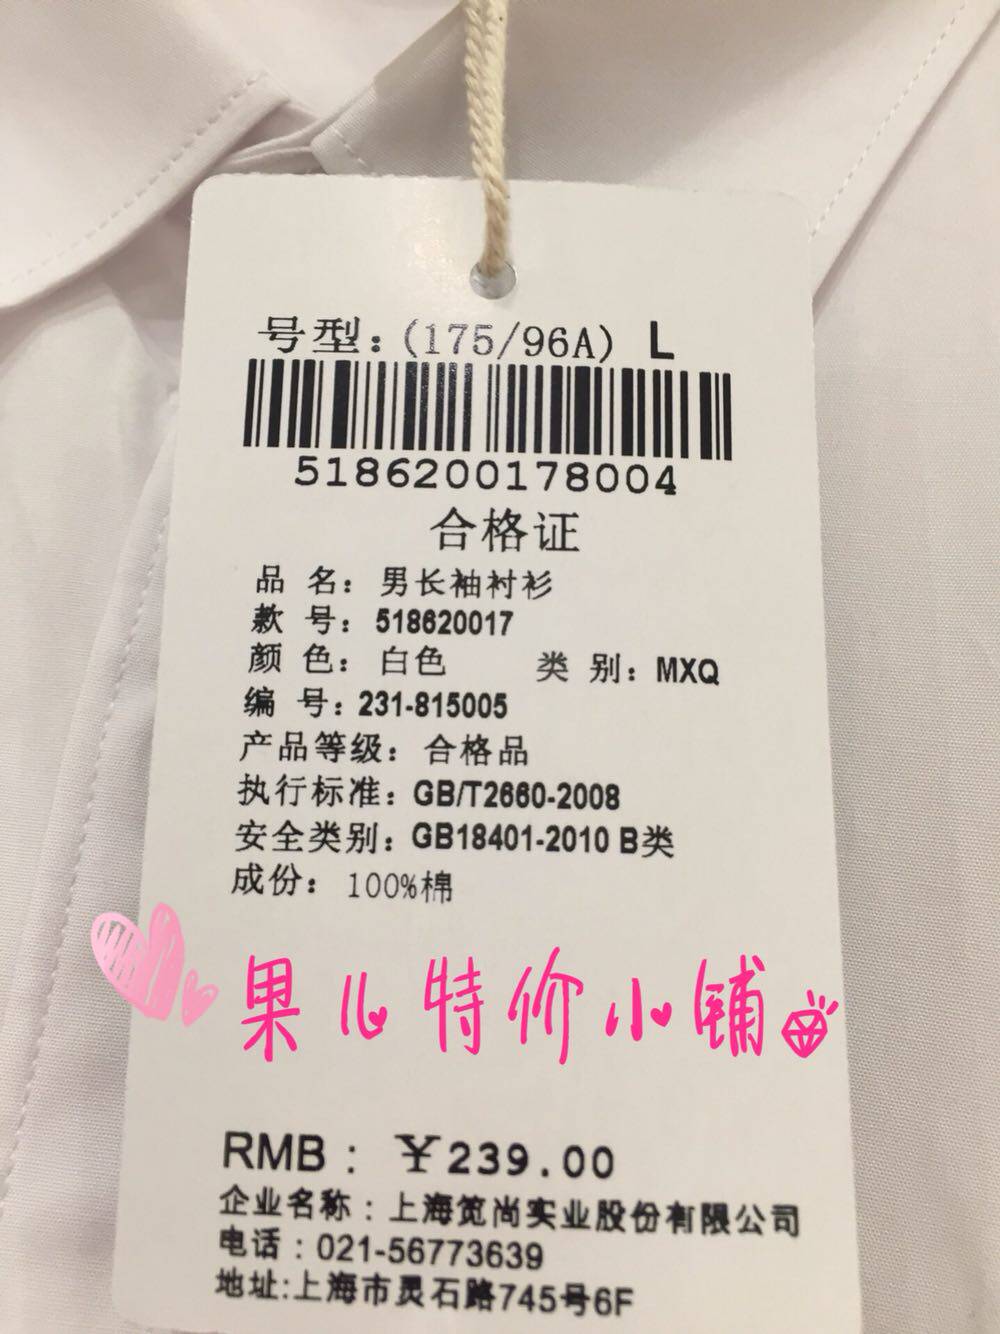 号型：(175/96A) L
5186200178004
合格证
品 名：男长袖衬衫
款 号：518620017
颜 色：白色 类 别：MXQ
编 号：231-815005
产品等级：合格品
执行标准：GB/T2660-2008
安全类别：GB18401-2010 B类
成份：100%棉
果儿特价小铺
RMB：￥239.00
企业名称：上海笕尚实业股份有限公司
电话：021-56773639
地址:上海市灵石路745号6F